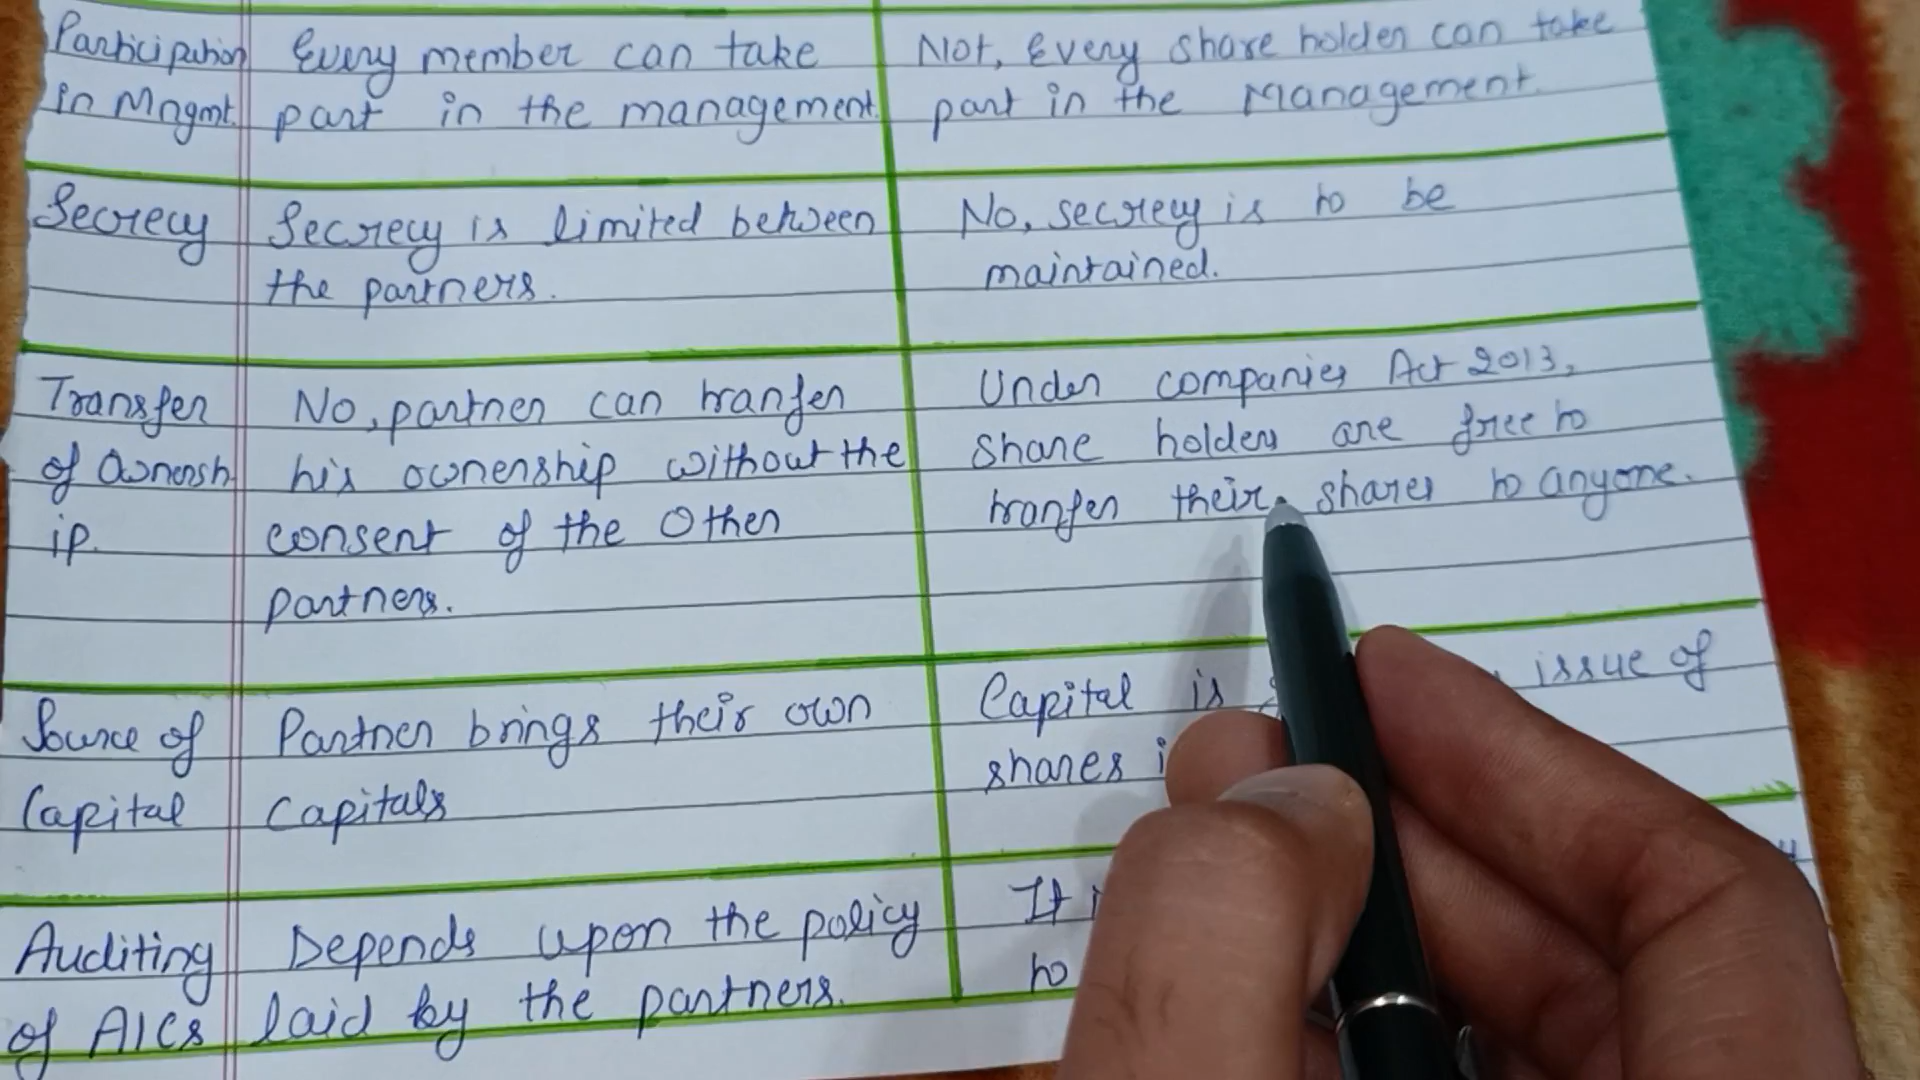 Participation
in Mngmt.
Every member can take
part in the management.
Not, Every share holder can take
part in the Management.
Secrecy
Secrecy is limited between
the partners.
No, secrecy is to be
maintained.
Transfer
of Ownersh
ip.
No, partner can tranfer
his ownership without the
consent of the Other
partners.
Under companies Act 2013,
share holders are free to
tranfer their shares to anyone.
Source of
Capital
Partner brings their own
Capitals
Capital is issue of
shares
Auditing
of A/Cs
Depends upon the policy
laid by the partners.
It
to